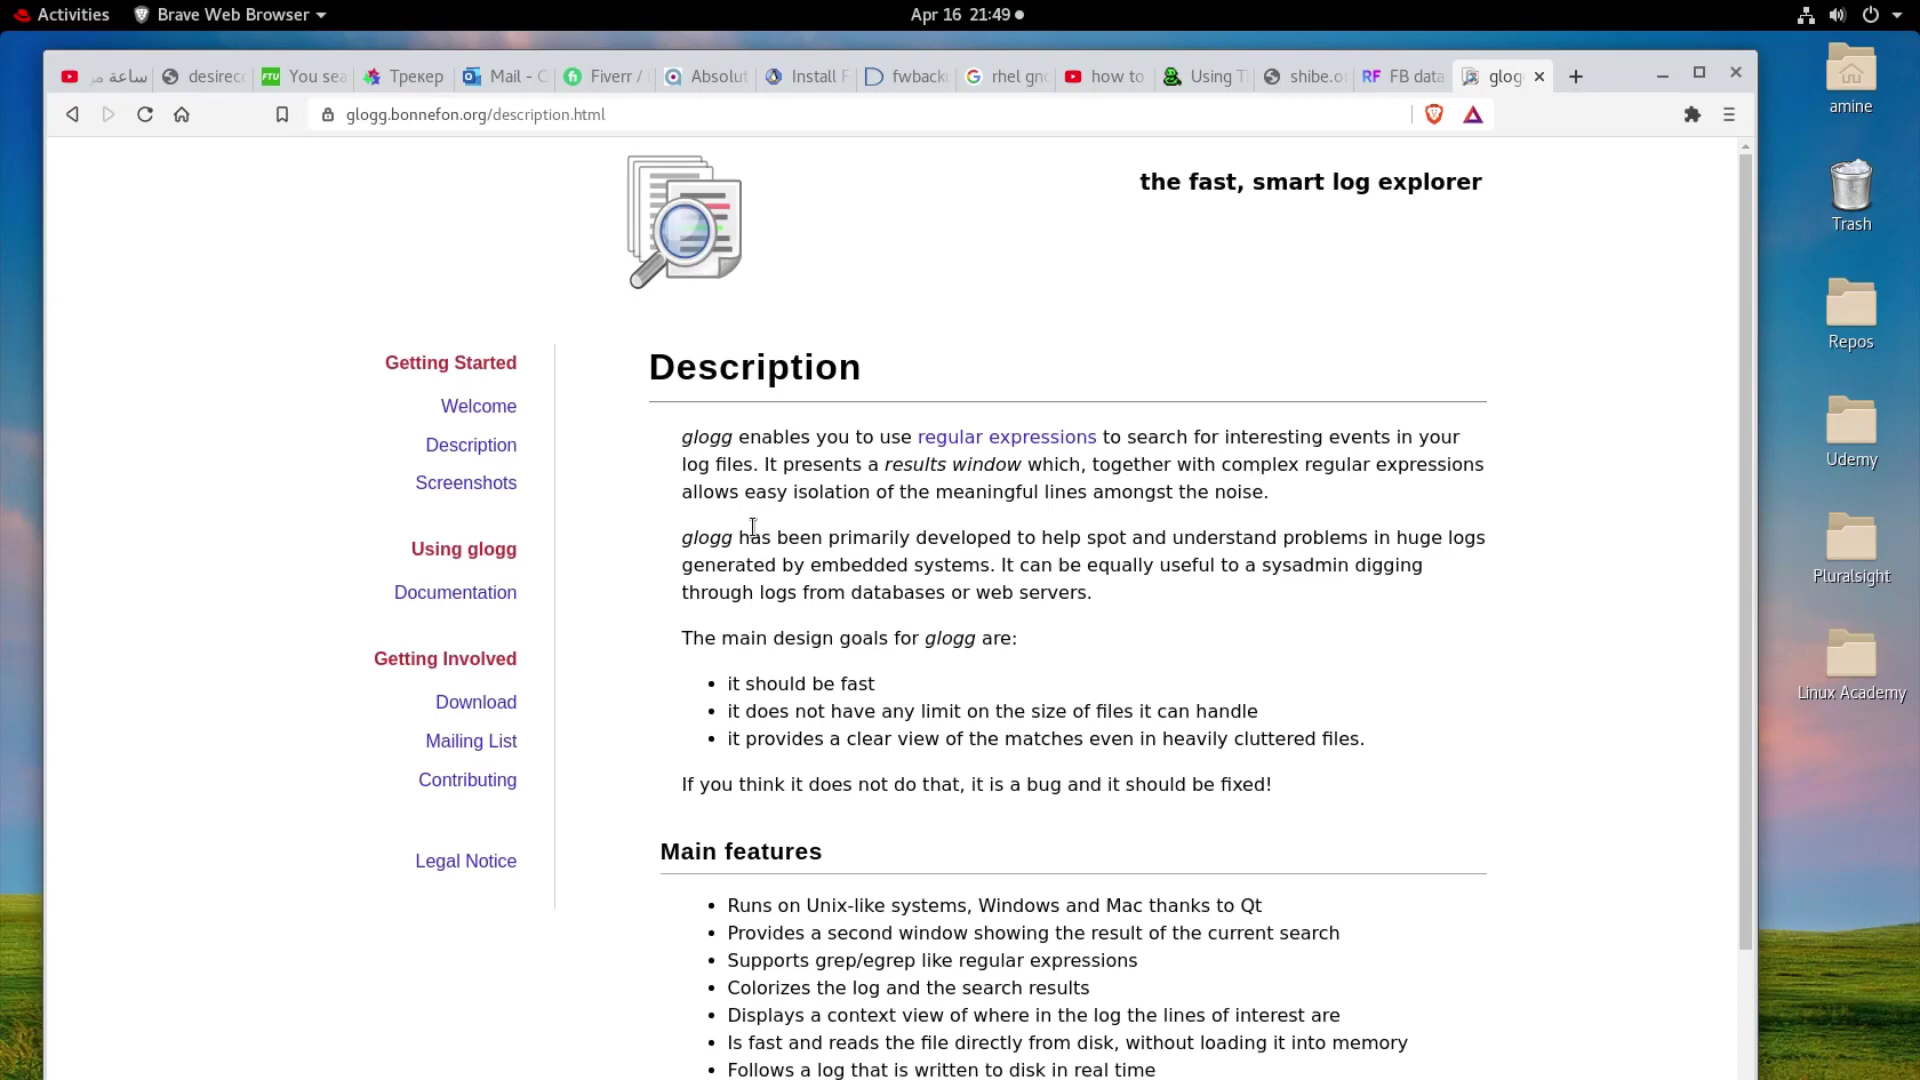 Activities
Brave Web Browser
Apr 16 21:49
ساعة مر
desirec
FTU You sea
Трекер
Mail - C
Fiverr /
Absolut
Install F
fwback
rhel gn
how to
Using T
shibe.o
RF FB data
glog
glogg.bonnefon.org/description.html
the fast, smart log explorer
Getting Started
Welcome
Description
Screenshots
Using glogg
Documentation
Getting Involved
Download
Mailing List
Contributing
Legal Notice
Description
glogg enables you to use regular expressions to search for interesting events in your
log files. It presents a results window which, together with complex regular expressions
allows easy isolation of the meaningful lines amongst the noise.
glogg has been primarily developed to help spot and understand problems in huge logs
generated by embedded systems. It can be equally useful to a sysadmin digging
through logs from databases or web servers.
The main design goals for glogg are:
• it should be fast
• it does not have any limit on the size of files it can handle
• it provides a clear view of the matches even in heavily cluttered files.
If you think it does not do that, it is a bug and it should be fixed!
Main features
• Runs on Unix-like systems, Windows and Mac thanks to Qt
• Provides a second window showing the result of the current search
• Supports grep/egrep like regular expressions
• Colorizes the log and the search results
• Displays a context view of where in the log the lines of interest are
• Is fast and reads the file directly from disk, without loading it into memory
• Follows a log that is written to disk in real time
amine
Trash
Repos
Udemy
Pluralsight
Linux Academy